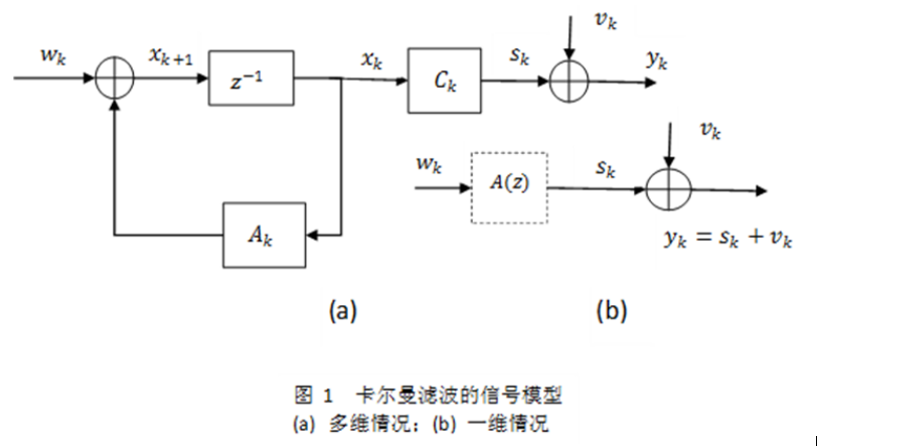 w_k
x_{k+1}
z^{-1}
x_k
C_k
s_k
v_k
y_k
A_k
w_k
A(z)
s_k
v_k
y_k = s_k + v_k
(a)
(b)
图 1 卡尔曼滤波的信号模型
(a) 多维情况；(b) 一维情况